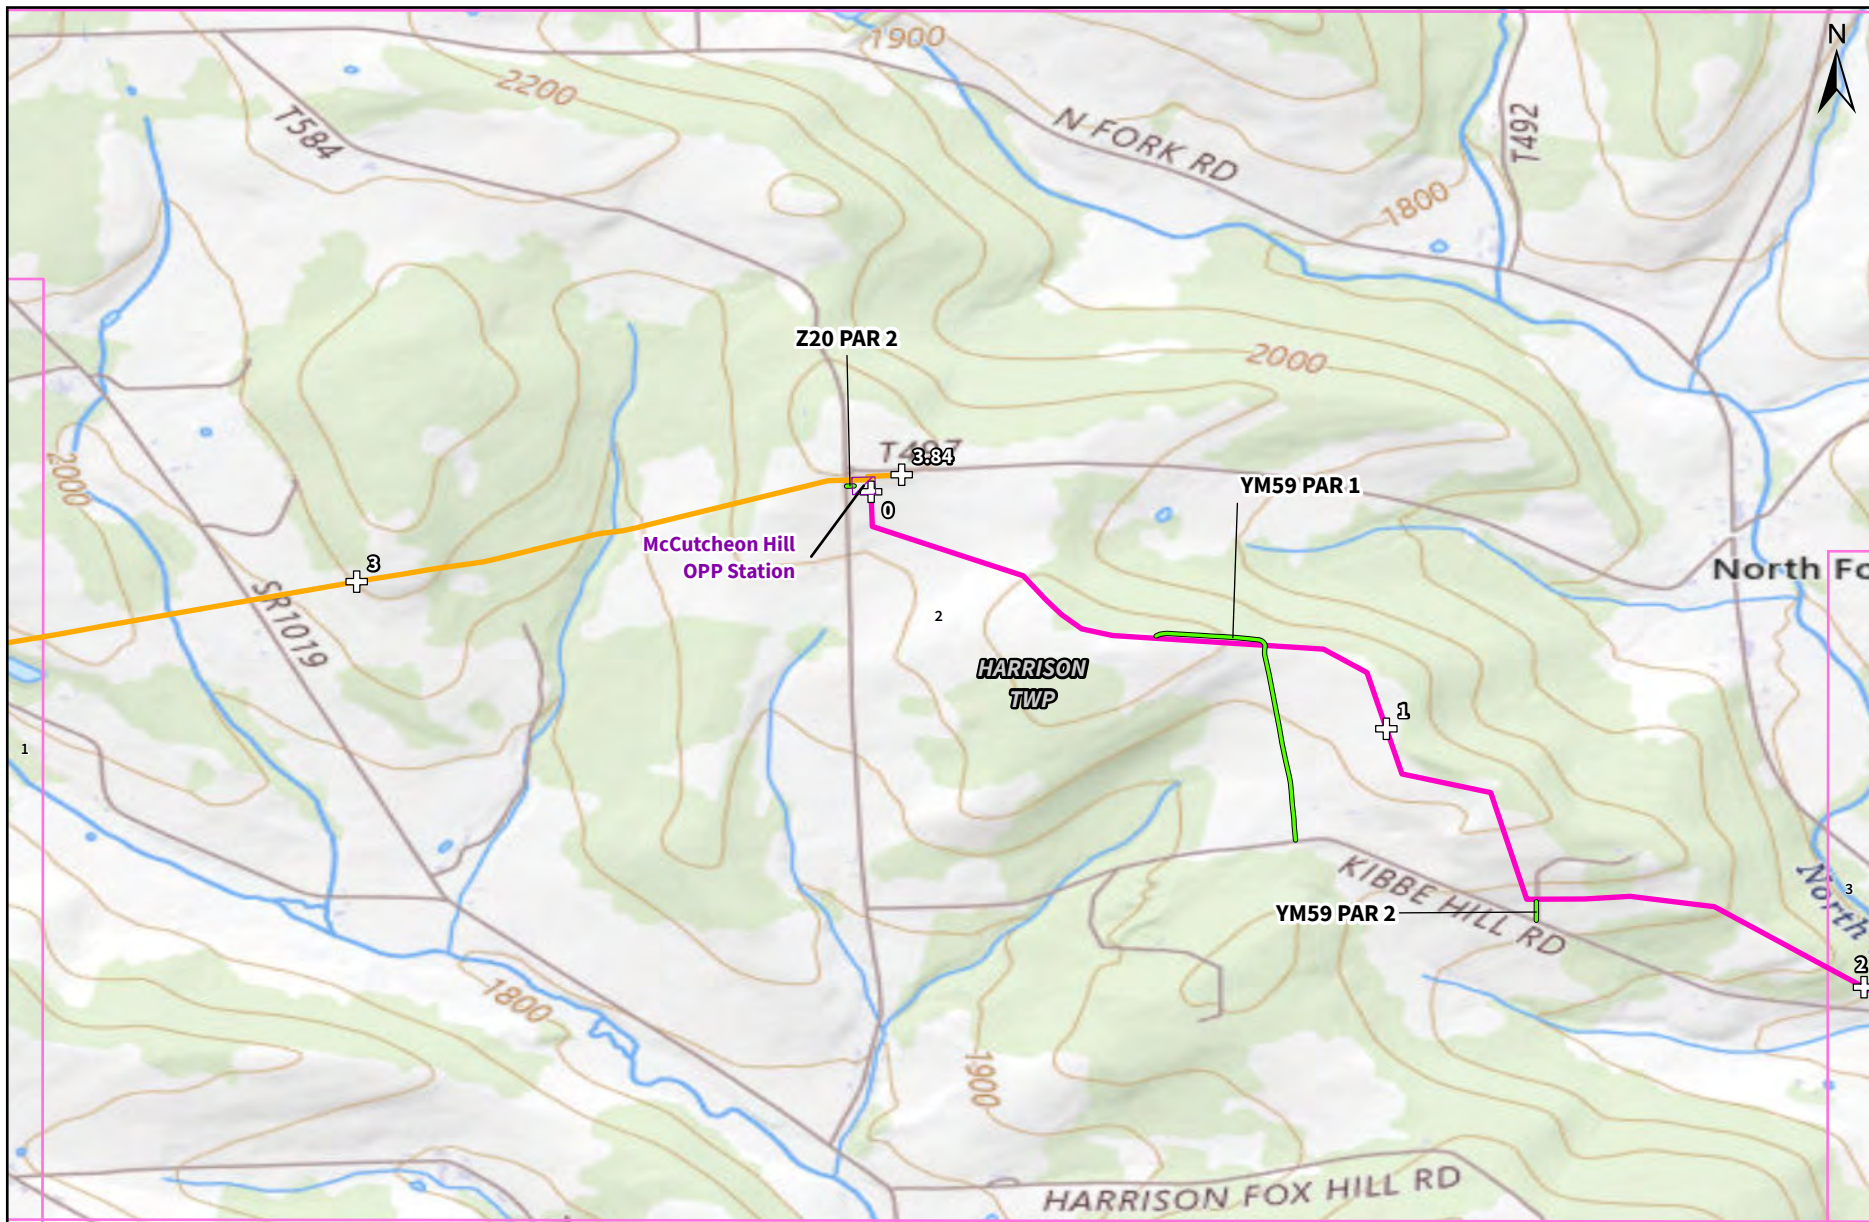 1900
N
2200
T584
N FORK RD
T492
1800
Z20 PAR 2
2000
T497
3.84
2000
YM59 PAR 1
0
McCutcheon Hill
OPP Station
3
North Fo
SR1019
2
HARRISON
TWP
1
1
KIBBE HILL RD
3
North
YM59 PAR 2
2
1800
1900
HARRISON FOX HILL RD